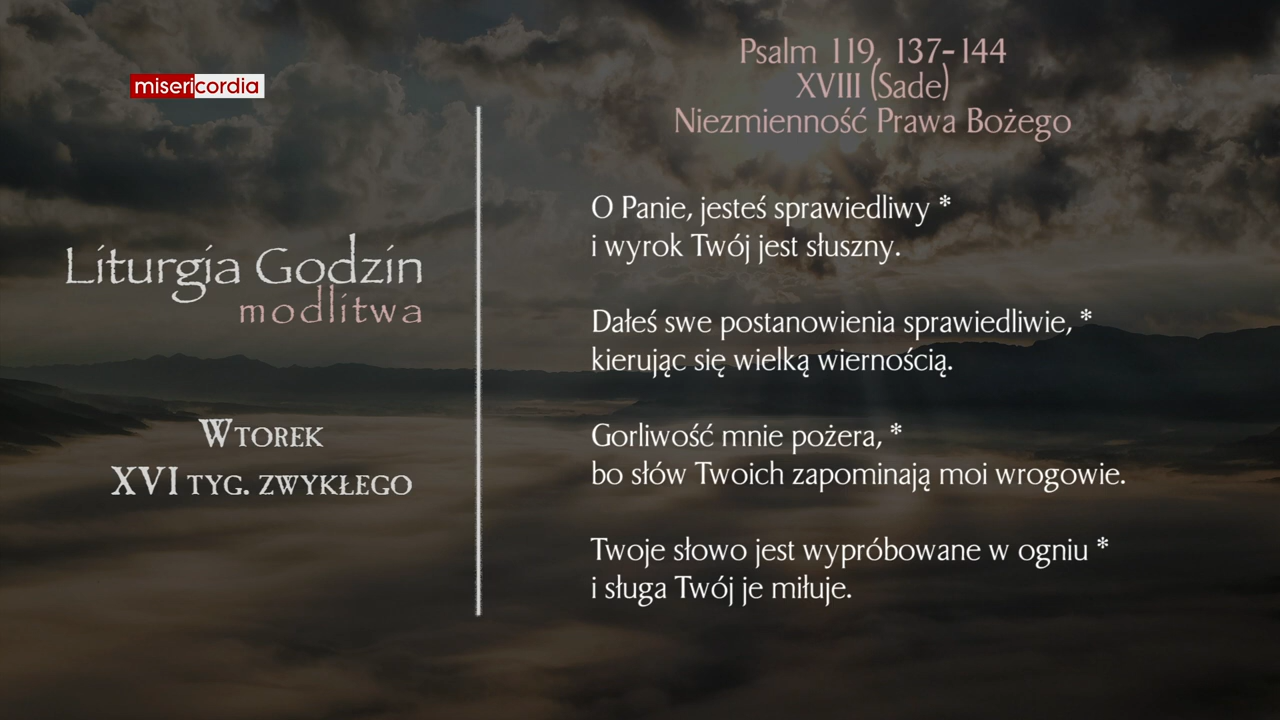 misericordia
Liturgia Godzin
modlitwa
Wtorek
XVI tyg. zwykłego
Psalm 119, 137-144
XVIII (Sade)
Niezmienność Prawa Bożego
O Panie, jesteś sprawiedliwy *
i wyrok Twój jest słuszny.
Dałeś swe postanowienia sprawiedliwie, *
kierując się wielką wiernością.
Gorliwość mnie pożera, *
bo słów Twoich zapominają moi wrogowie.
Twoje słowo jest wypróbowane w ogniu *
i sługa Twój je miłuje.